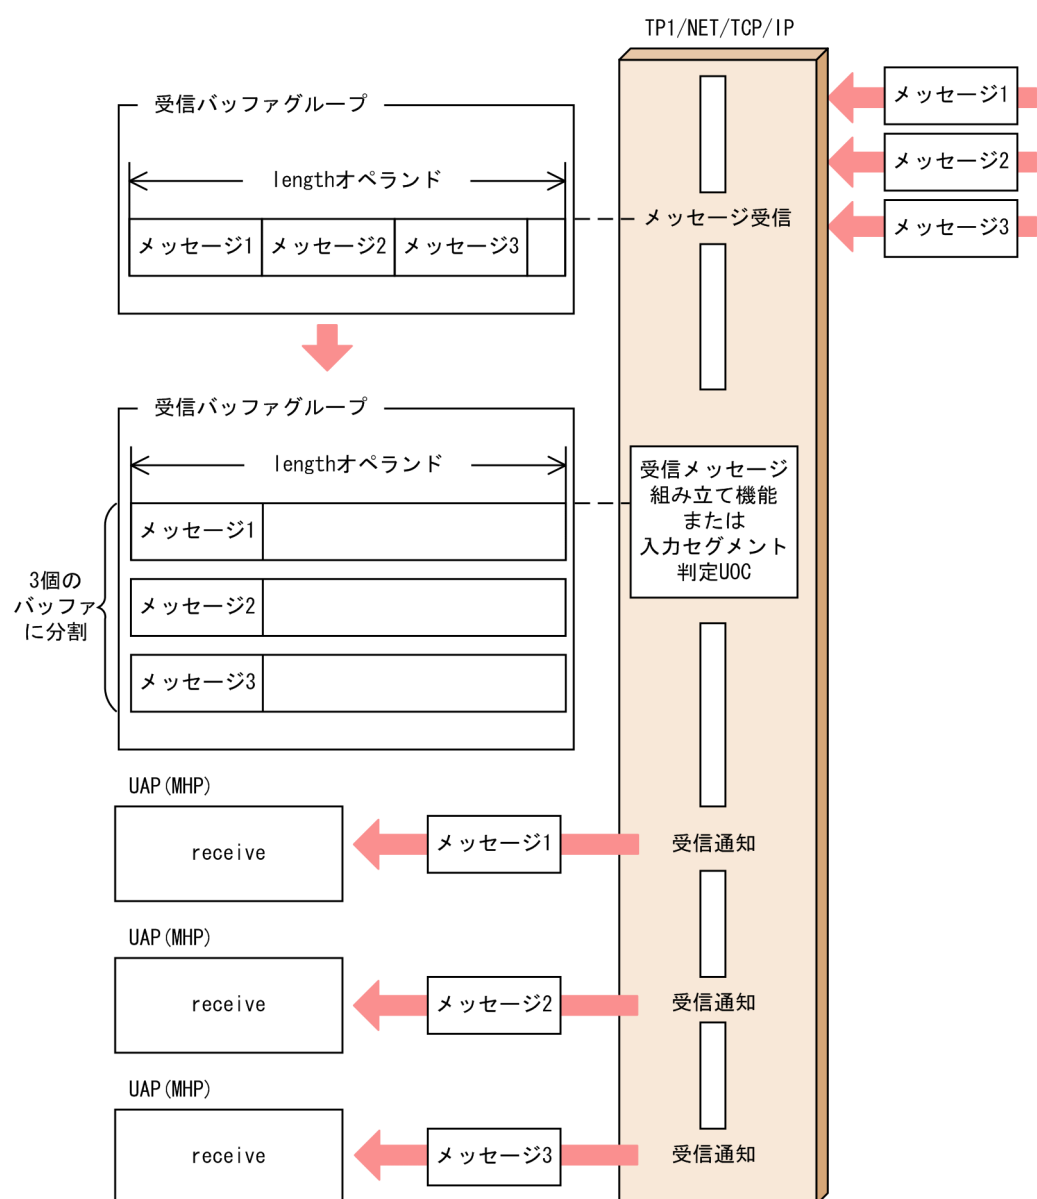 TP1/NET/TCP/IP
受信バッファグループ
lengthオペランド
メッセージ1 メッセージ2 メッセージ3
メッセージ受信
メッセージ1
メッセージ2
メッセージ3
受信バッファグループ
lengthオペランド
メッセージ1
メッセージ2
メッセージ3
3個の
バッファ
に分割
受信メッセージ
組み立て機能
または
入力セグメント
判定UOC
UAP(MHP)
receive
メッセージ1
受信通知
UAP(MHP)
receive
メッセージ2
受信通知
UAP(MHP)
receive
メッセージ3
受信通知